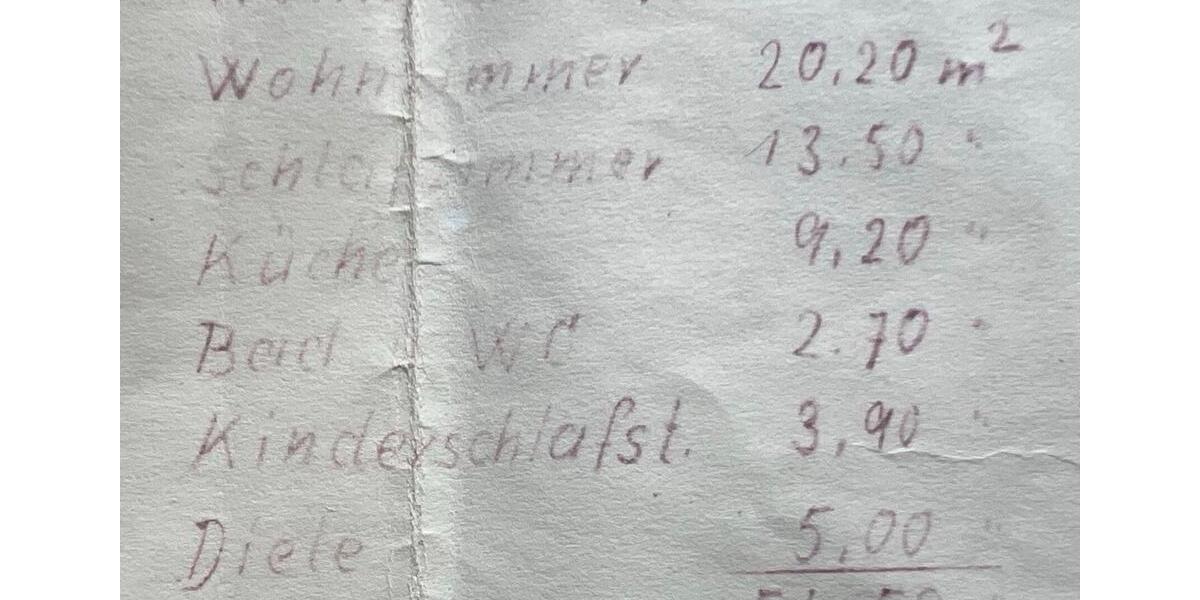 Wohnzimmer 20,20 m²
Schlafzimmer 13.50 "
Küche 9,20 "
Bad WC 2.70 "
Kinderschlafst. 3,90 "
Diele 5,00 "